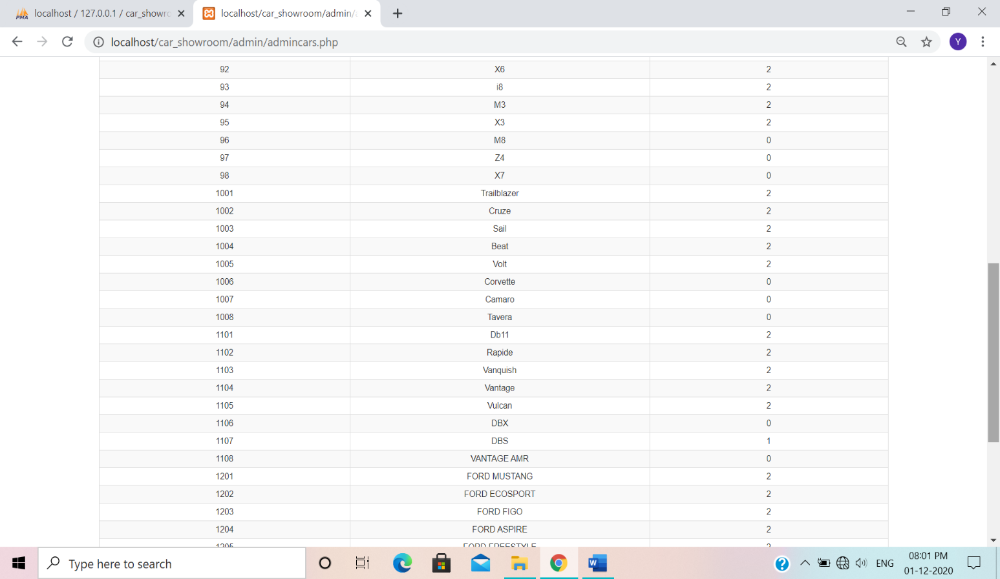 PMA localhost / 127.0.0.1 / car_showro
localhost/car_showroom/admin/
localhost/car_showroom/admin/admincars.php
Y
92 X6 2
93 i8 2
94 M3 2
95 X3 2
96 M8 0
97 Z4 0
98 X7 0
1001 Trailblazer 2
1002 Cruze 2
1003 Sail 2
1004 Beat 2
1005 Volt 2
1006 Corvette 0
1007 Camaro 0
1008 Tavera 0
1101 Db11 2
1102 Rapide 2
1103 Vanquish 2
1104 Vantage 2
1105 Vulcan 2
1106 DBX 0
1107 DBS 1
1108 VANTAGE AMR 0
1201 FORD MUSTANG 2
1202 FORD ECOSPORT 2
1203 FORD FIGO 2
1204 FORD ASPIRE 2
1205 FORD FREESTYLE 2
Type here to search
W
ENG
08:01 PM
01-12-2020